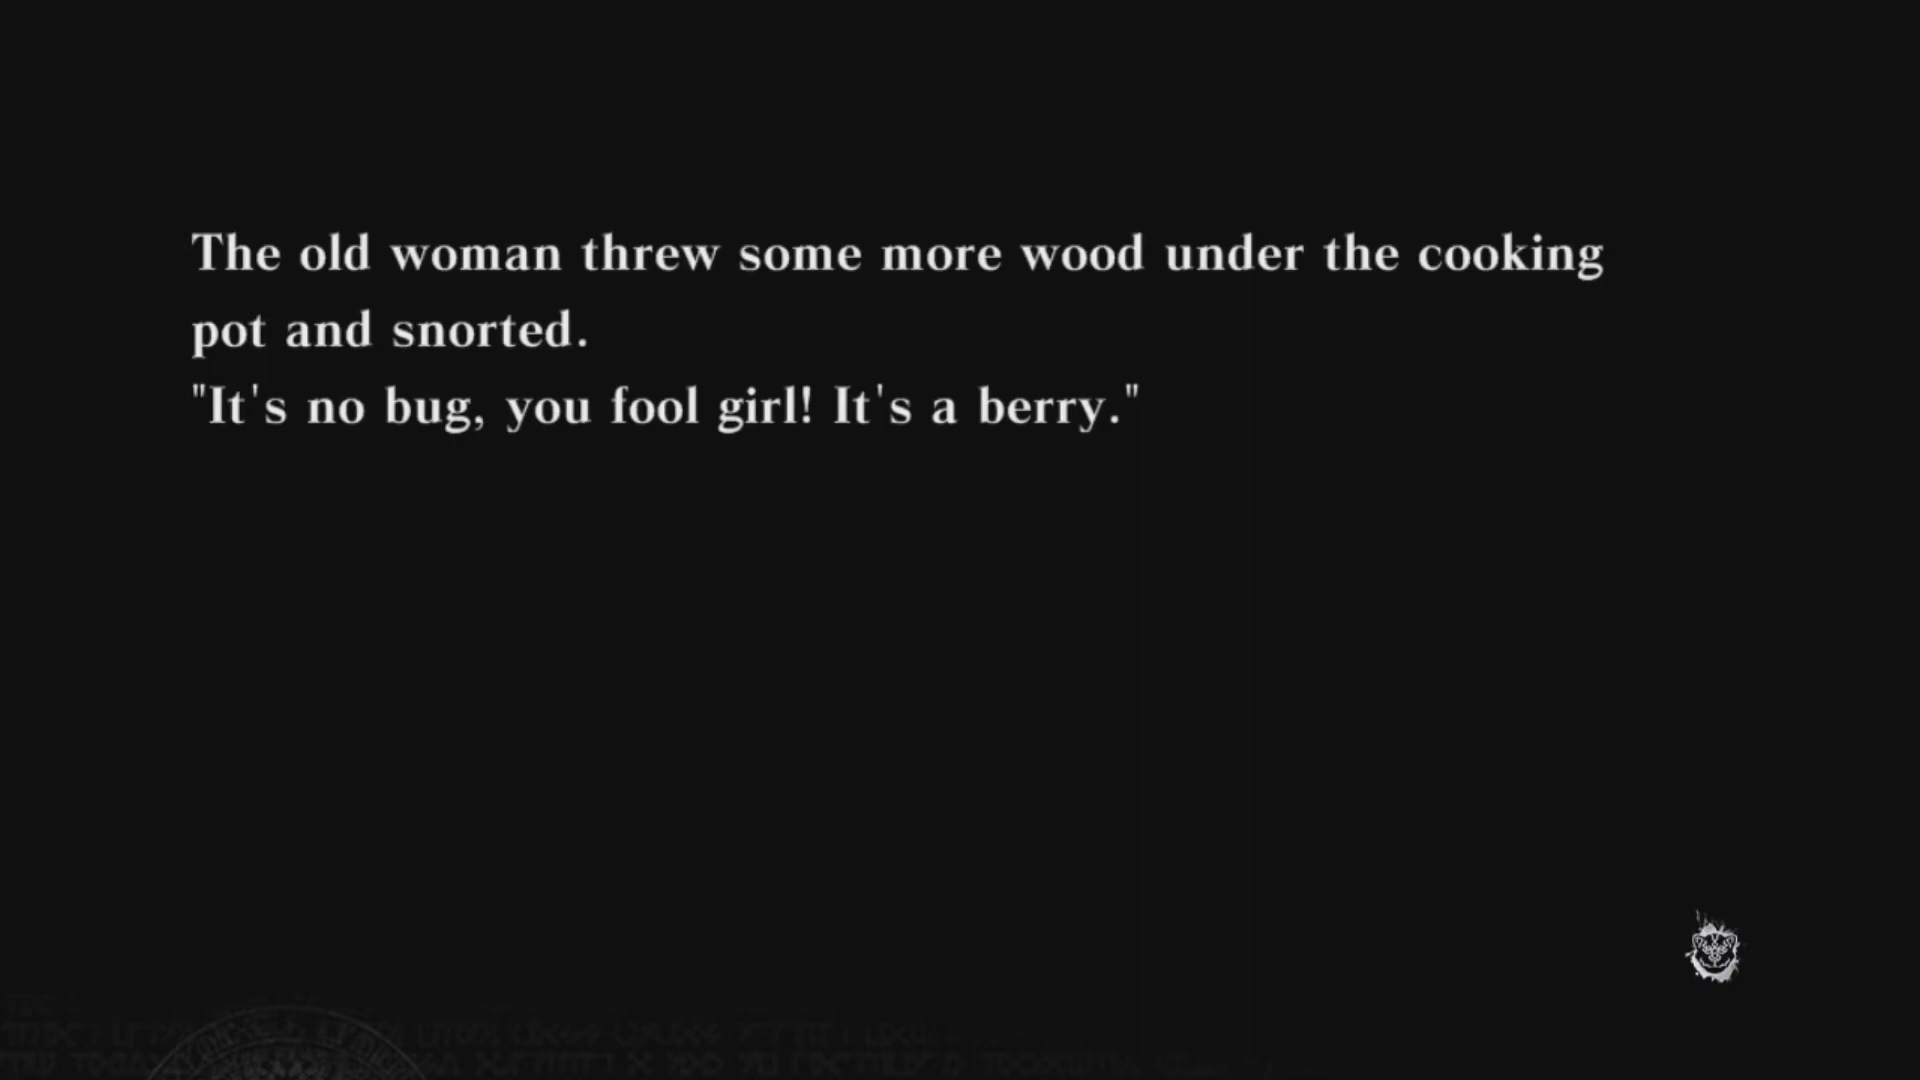 The old woman threw some more wood under the cooking
pot and snorted.
"It's no bug, you fool girl! It's a berry."